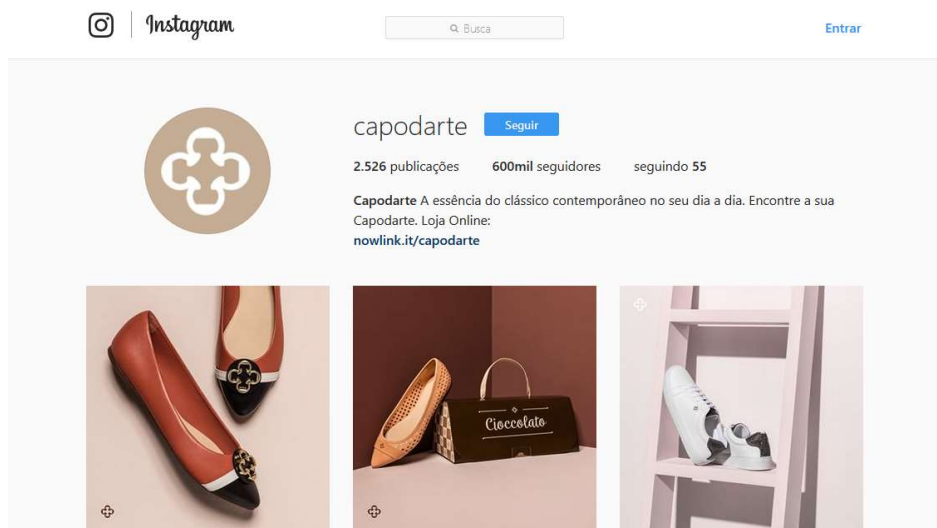 Instagram
Busca
Entrar
capodarte
Seguir
2.526 publicações 600mil seguidores seguindo 55
Capodarte A essência do clássico contemporâneo no seu dia a dia. Encontre a sua
Capodarte. Loja Online:
nowlink.it/capodarte
Cioccolato